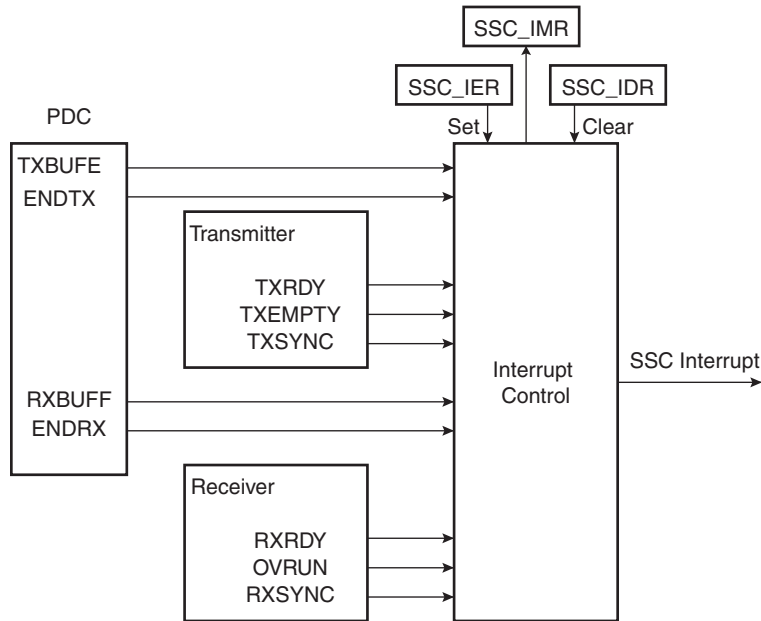 SSC_IMR
SSC_IER
SSC_IDR
PDC
Set
Clear
TXBUFE
ENDTX
Transmitter
TXRDY
TXEMPTY
TXSYNC
RXBUFF
ENDRX
Interrupt
Control
SSC Interrupt
Receiver
RXRDY
OVRUN
RXSYNC